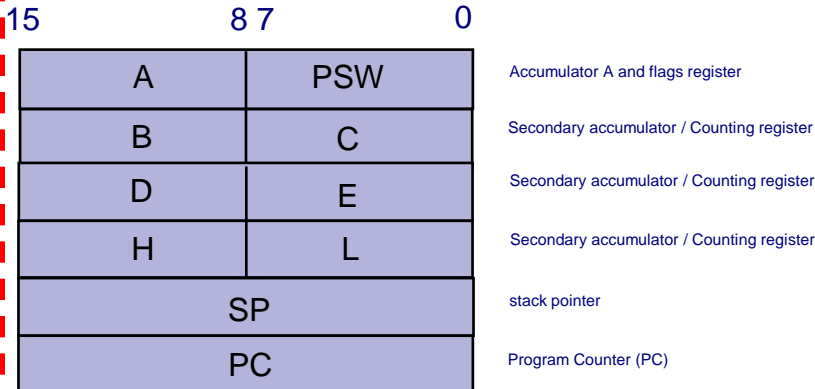 15 8 7 0
A PSW Accumulator A and flags register
B C Secondary accumulator / Counting register
D E Secondary accumulator / Counting register
H L Secondary accumulator / Counting register
SP stack pointer
PC Program Counter (PC)